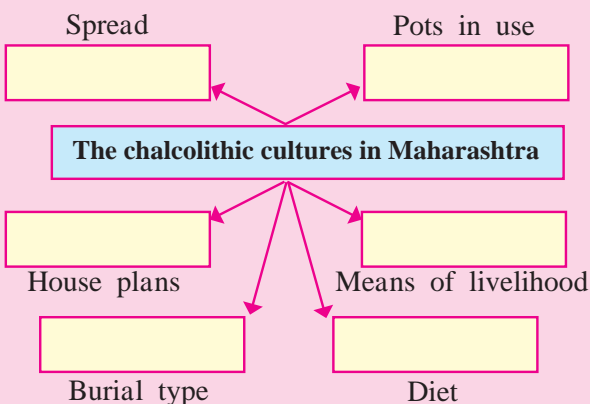 Spread
Pots in use
The chalcolithic cultures in Maharashtra
House plans
Means of livelihood
Burial type
Diet